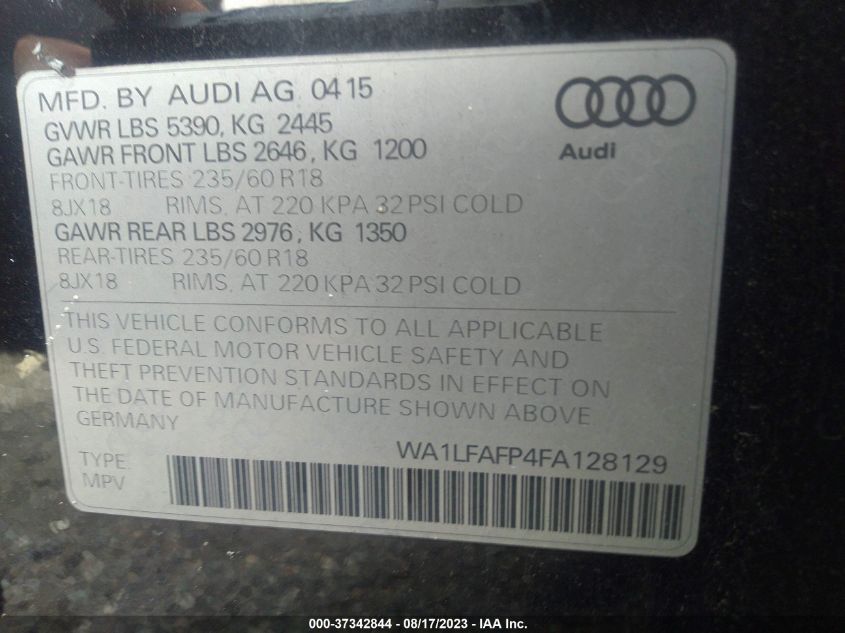 MFD. BY AUDI AG 0415
GVWR LBS 5390, KG 2445
GAWR FRONT LBS 2646, KG 1200
FRONT-TIRES 235/60 R18
8JX18 RIMS, AT 220 KPA 32 PSI COLD
GAWR REAR LBS 2976, KG 1350
REAR-TIRES 235/60 R18
8JX18 RIMS, AT 220 KPA 32 PSI COLD
Audi
THIS VEHICLE CONFORMS TO ALL APPLICABLE
U.S. FEDERAL MOTOR VEHICLE SAFETY AND
THEFT PREVENTION STANDARDS IN EFFECT ON
THE DATE OF MANUFACTURE SHOWN ABOVE
GERMANY
WA1LFAFP4FA128129
TYPE:
MPV
000-37342844 - 08/17/2023 - IAA Inc.